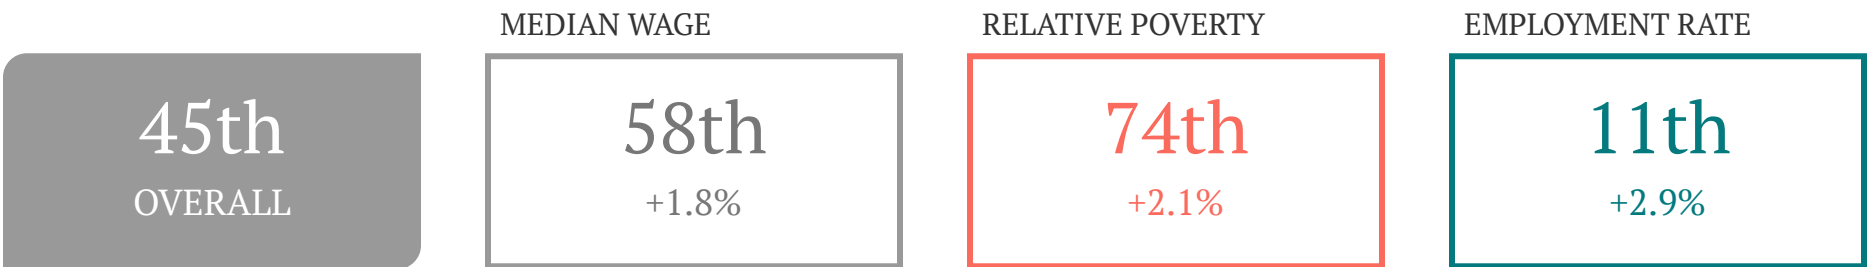 MEDIAN WAGE
RELATIVE POVERTY
EMPLOYMENT RATE
45th
OVERALL
58th
+1.8%
74th
+2.1%
11th
+2.9%